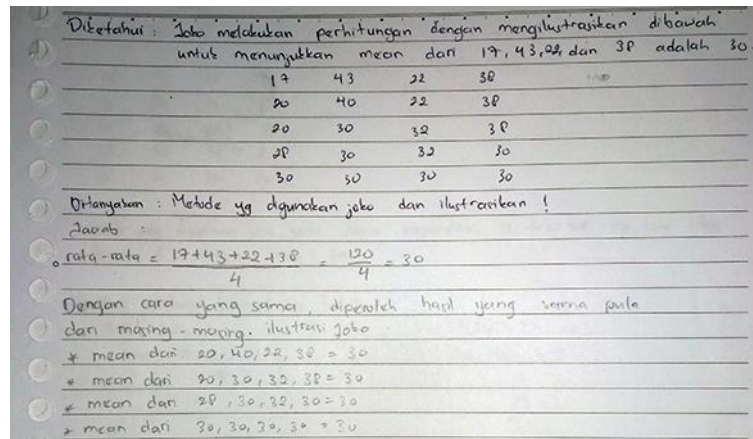 Diketahui : Joko melakukan perhitungan dengan mengilustrasikan dibawah
untuk menunjukkan mean dari 17, 43, 22, dan 38 adalah 30
17 43 22 38
20 40 22 38
20 30 32 38
28 30 32 30
30 30 30 30
Ditanyakan : Metode yg digunakan joko dan ilustrasikan !
Jawab :
rata-rata = 17+43+22+38 / 4 = 120 / 4 = 30
Dengan cara yang sama, diperoleh hasil yang sama pula
dari masing-masing ilustrasi Joko
* mean dari 20, 40, 22, 38 = 30
* mean dari 20, 30, 32, 38 = 30
* mean dari 28, 30, 32, 30 = 30
* mean dari 30, 30, 30, 30 = 30